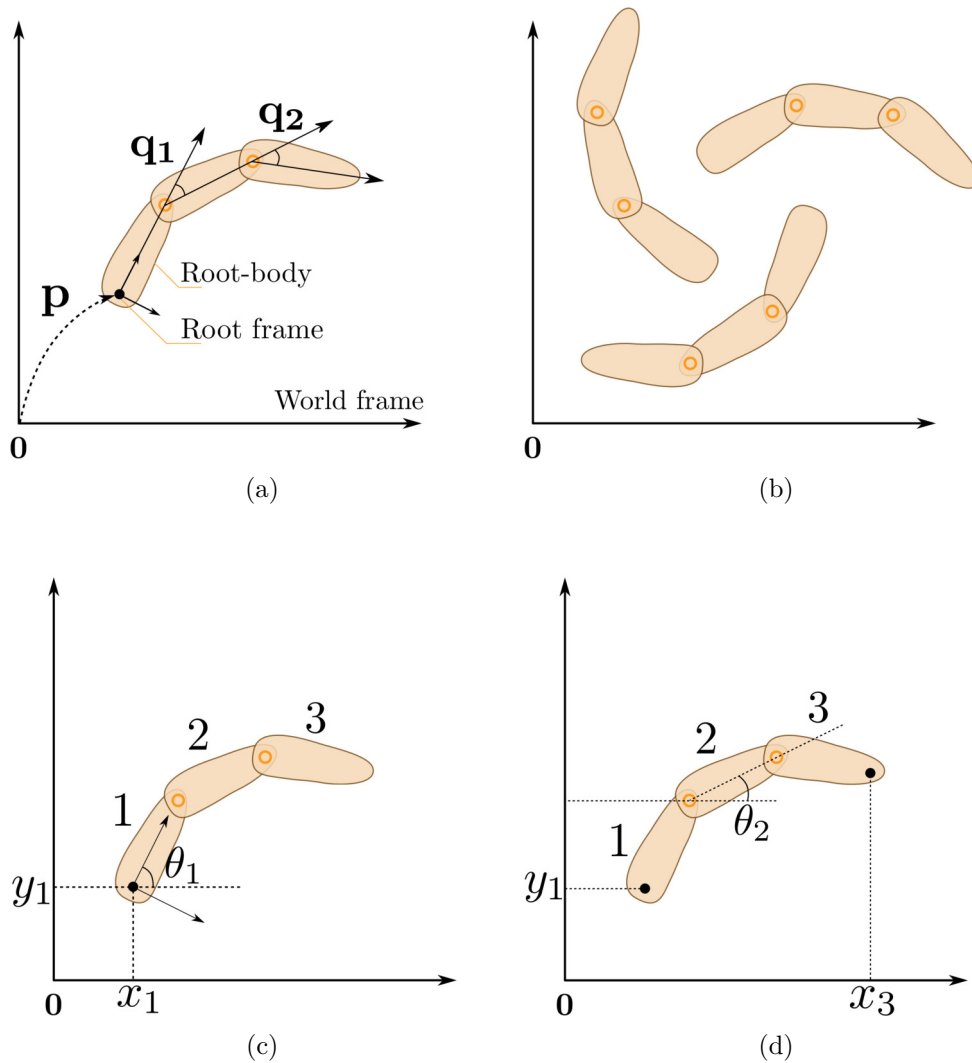 q₁
q₂
p
Root-body
Root frame
World frame
0
(a)
0
(b)
1
2
3
θ₁
y₁
0
x₁
(c)
1
2
3
θ₂
y₁
0
x₃
(d)